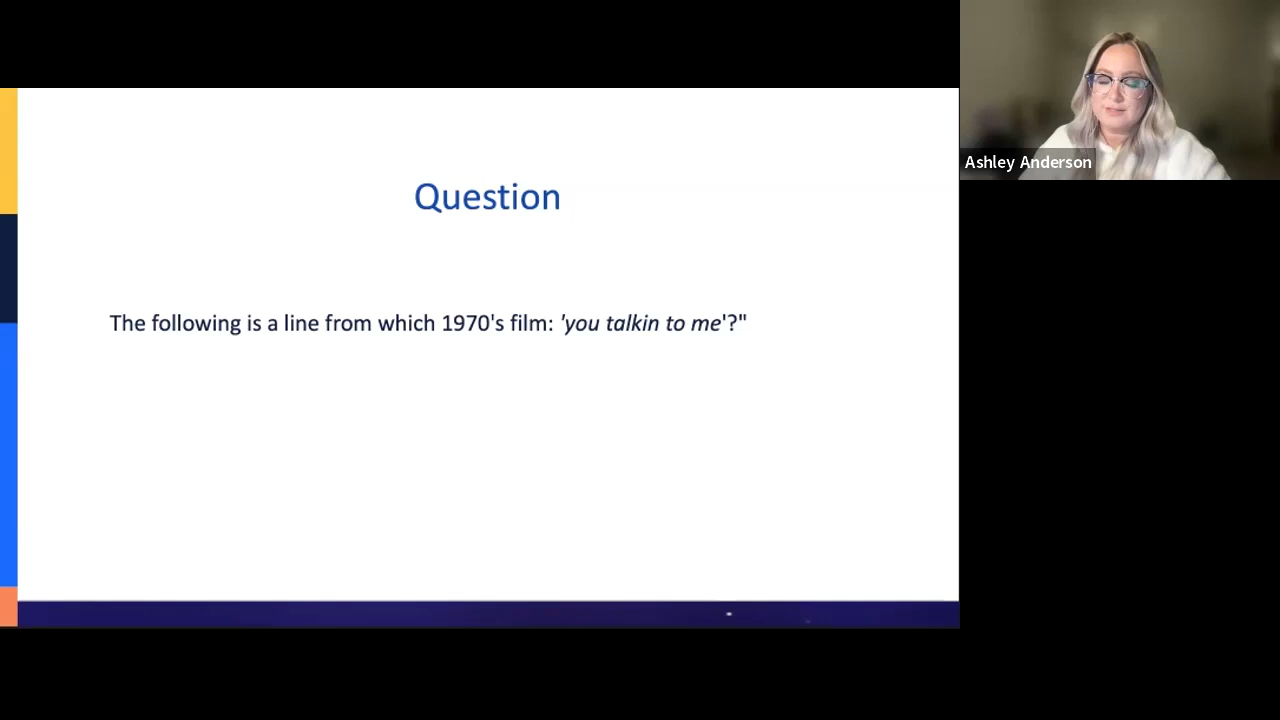 Question
The following is a line from which 1970's film: 'you talkin to me'?"
Ashley Anderson